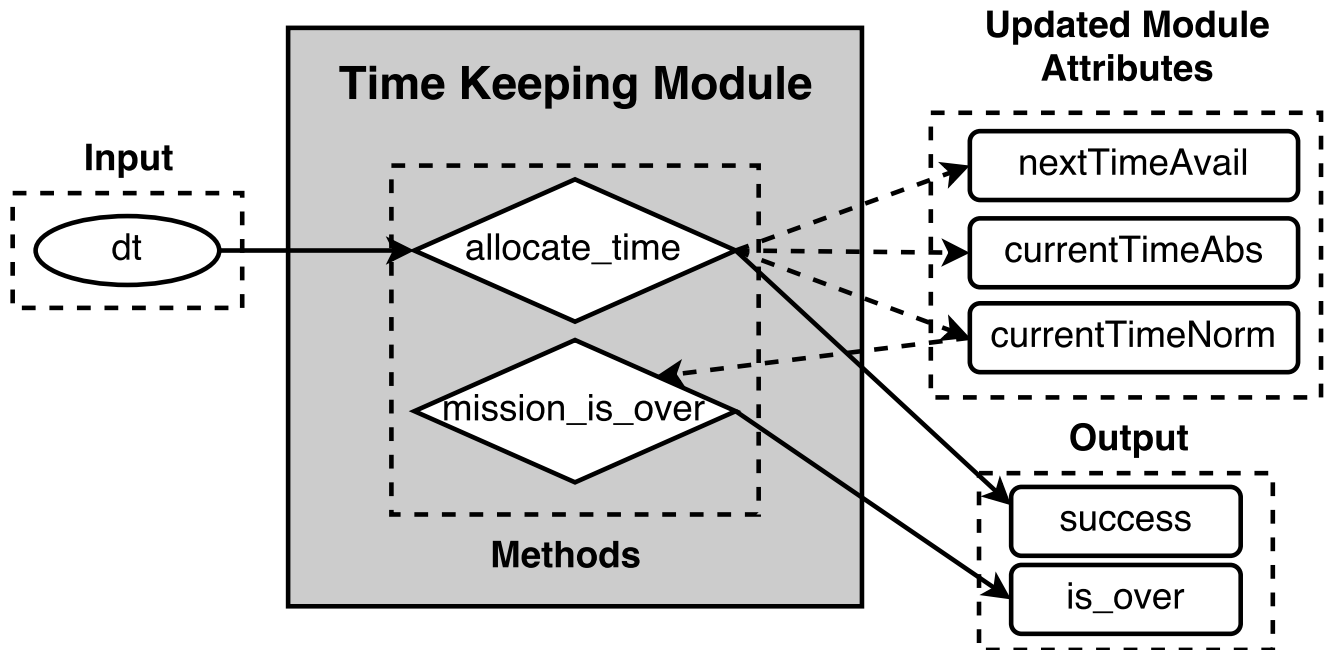 Updated Module
Attributes
Time Keeping Module
Input
dt
allocate_time
mission_is_over
Methods
nextTimeAvail
currentTimeAbs
currentTimeNorm
Output
success
is_over